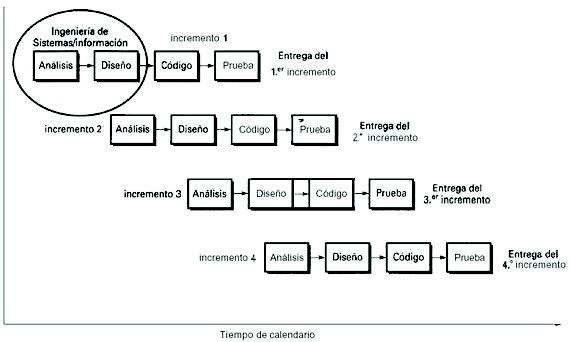 Ingeniería de
Sistemas/información
incremento 1
Análisis Diseño Código Prueba
Entrega del
1.er incremento
incremento 2 Análisis Diseño Código Prueba
Entrega del
2.° incremento
incremento 3 Análisis Diseño Código Prueba
Entrega del
3.er incremento
incremento 4 Análisis Diseño Código Prueba
Entrega del
4.° incremento
Tiempo de calendario